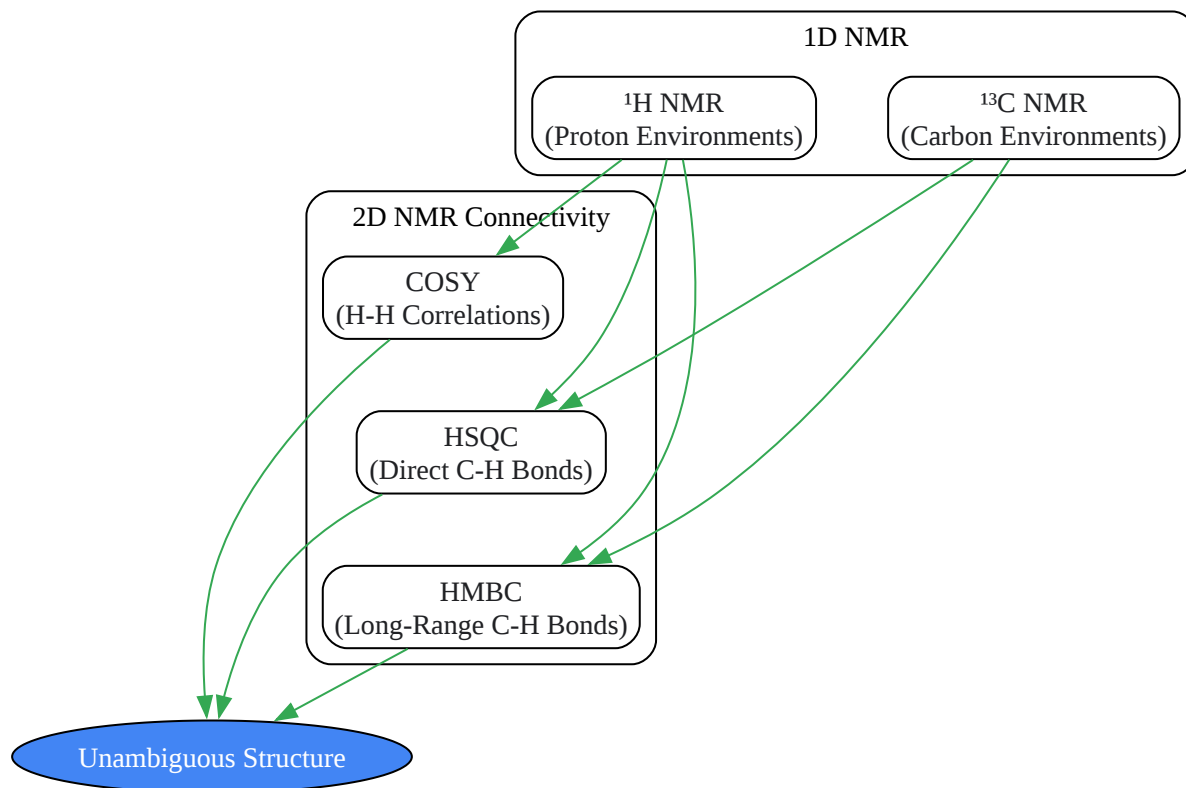 1D NMR
¹H NMR
(Proton Environments)
¹³C NMR
(Carbon Environments)
2D NMR Connectivity
COSY
(H-H Correlations)
HSQC
(Direct C-H Bonds)
HMBC
(Long-Range C-H Bonds)
Unambiguous Structure